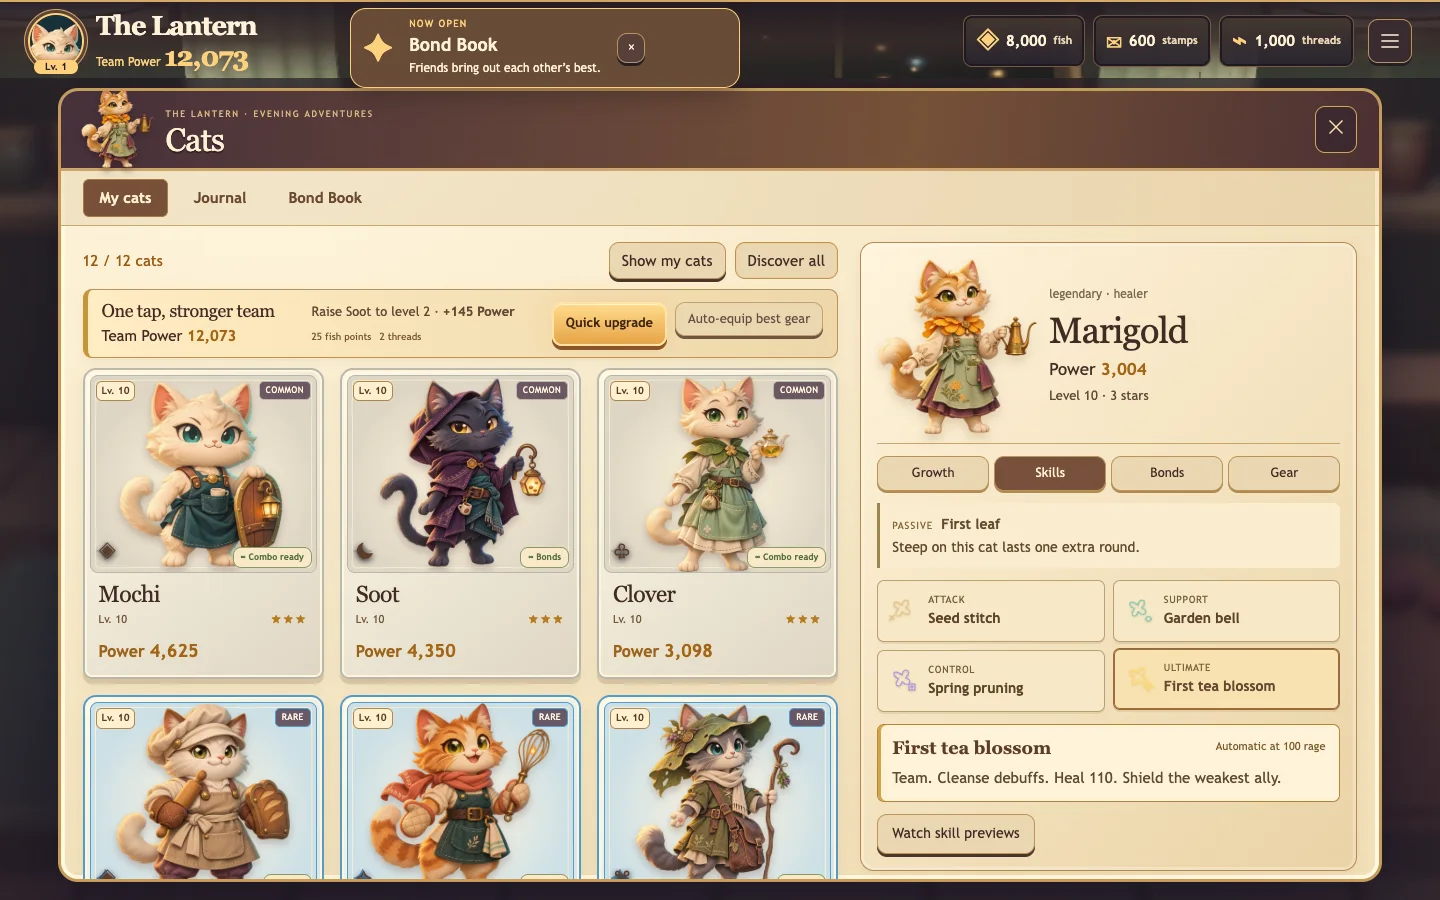 The Lantern
Team Power 12,073
Lv. 1
NOW OPEN
Bond Book
Friends bring out each other's best.
×
8,000 fish
600 stamps
1,000 threads
THE LANTERN · EVENING ADVENTURES
Cats
My cats
Journal
Bond Book
12 / 12 cats
Show my cats
Discover all
One tap, stronger team
Team Power 12,073
Raise Soot to level 2 · +145 Power
25 fish points 2 threads
Quick upgrade
Auto-equip best gear
Lv. 10
COMMON
Combo ready
Mochi
Lv. 10
★★★
Power 4,625
Lv. 10
COMMON
Bonds
Soot
Lv. 10
★★★
Power 4,350
Lv. 10
COMMON
Combo ready
Clover
Lv. 10
★★★
Power 3,098
Lv. 10
RARE
Lv. 10
RARE
Lv. 10
RARE
legendary · healer
Marigold
Power 3,004
Level 10 · 3 stars
Growth
Skills
Bonds
Gear
PASSIVE First leaf
Steep on this cat lasts one extra round.
ATTACK
Seed stitch
SUPPORT
Garden bell
CONTROL
Spring pruning
ULTIMATE
First tea blossom
First tea blossom
Automatic at 100 rage
Team. Cleanse debuffs. Heal 110. Shield the weakest ally.
Watch skill previews